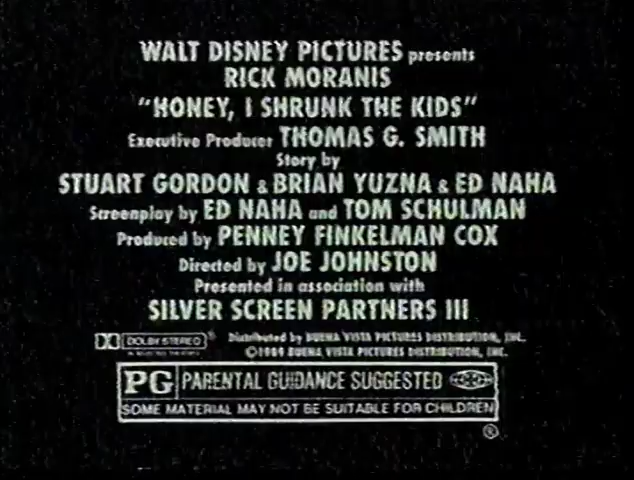 WALT DISNEY PICTURES presents
RICK MORANIS
"HONEY, I SHRUNK THE KIDS"
Executive Producer THOMAS G. SMITH
Story by
STUART GORDON & BRIAN YUZNA & ED NAHA
Screenplay by ED NAHA and TOM SCHULMAN
Produced by PENNEY FINKELMAN COX
Directed by JOE JOHNSTON
Presented in association with
SILVER SCREEN PARTNERS III
DOLBY STEREO ® Distributed by BUENA VISTA PICTURES DISTRIBUTION, INC.
IN SELECTED THEATRES ©1989 BUENA VISTA PICTURES DISTRIBUTION, INC.
PG PARENTAL GUIDANCE SUGGESTED
SOME MATERIAL MAY NOT BE SUITABLE FOR CHILDREN
®